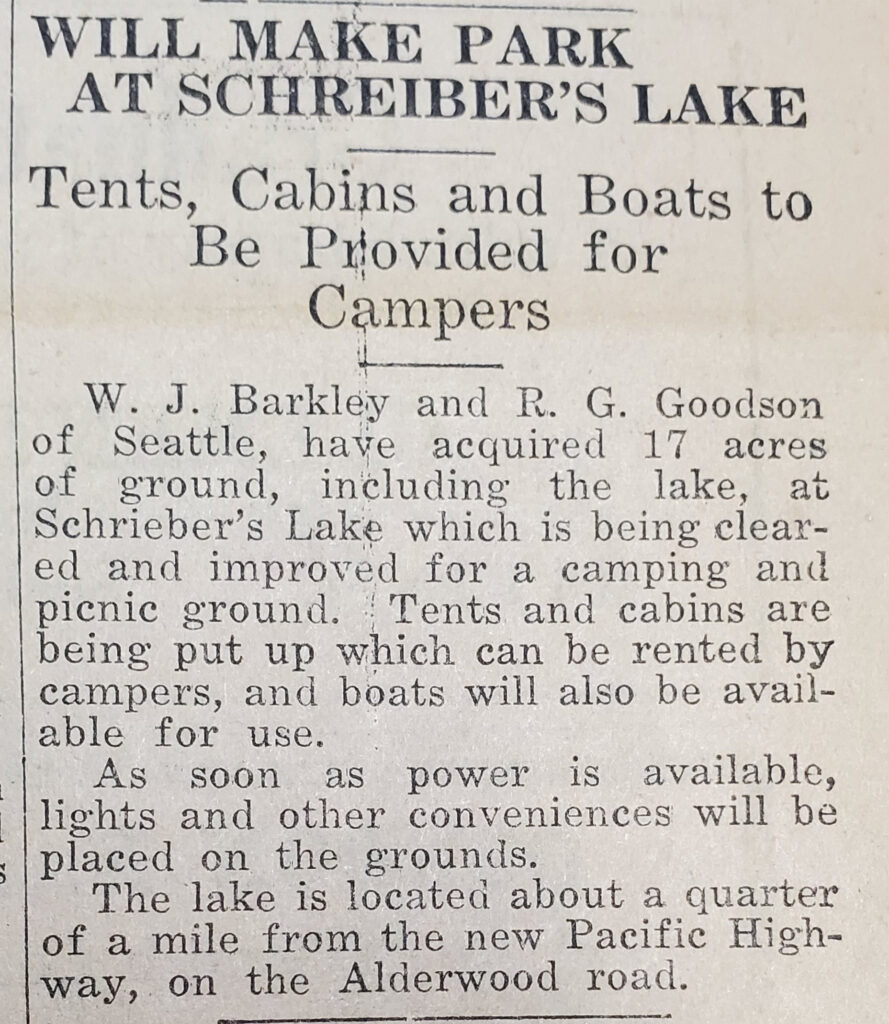 WILL MAKE PARK
AT SCHREIBER'S LAKE
Tents, Cabins and Boats to
Be Provided for
Campers
W. J. Barkley and R. G. Goodson
of Seattle, have acquired 17 acres
of ground, including the lake, at
Schrieber's Lake which is being clear-
ed and improved for a camping and
picnic ground. Tents and cabins are
being put up which can be rented by
campers, and boats will also be avail-
able for use.
As soon as power is available,
lights and other conveniences will be
placed on the grounds.
The lake is located about a quarter
of a mile from the new Pacific High-
way, on the Alderwood road.